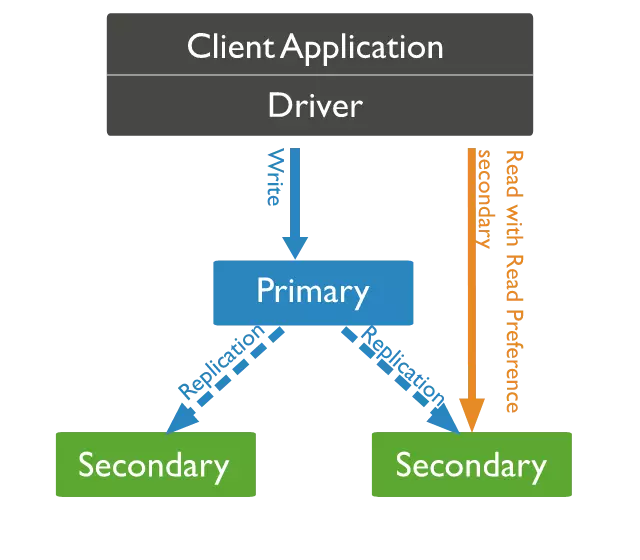 Client Application
Driver
Write
Read with Read Preference
secondary
Primary
Replication
Replication
Secondary
Secondary